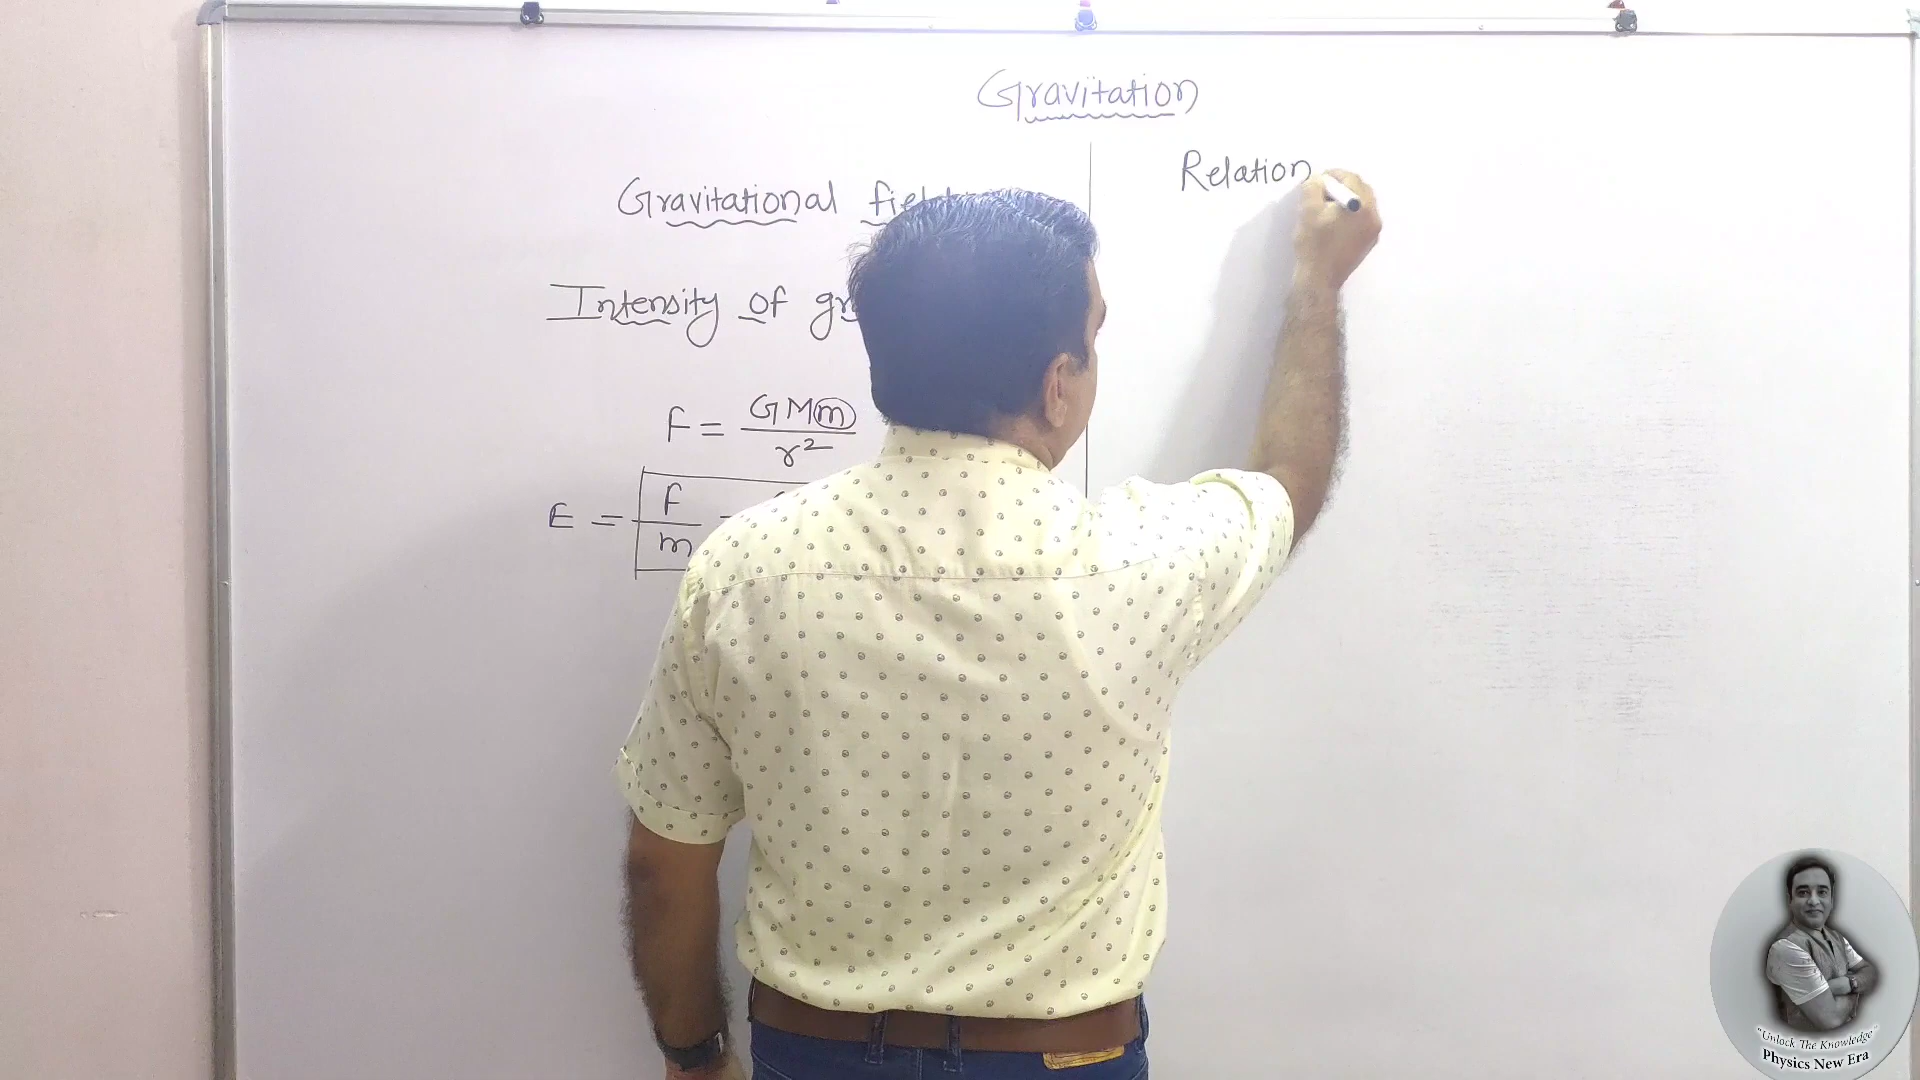 Gravitation
Gravitational
Intensity of
F = GMm / r²
E = F / m
Relation
"Unlock The Knowledge"
Physics New Era